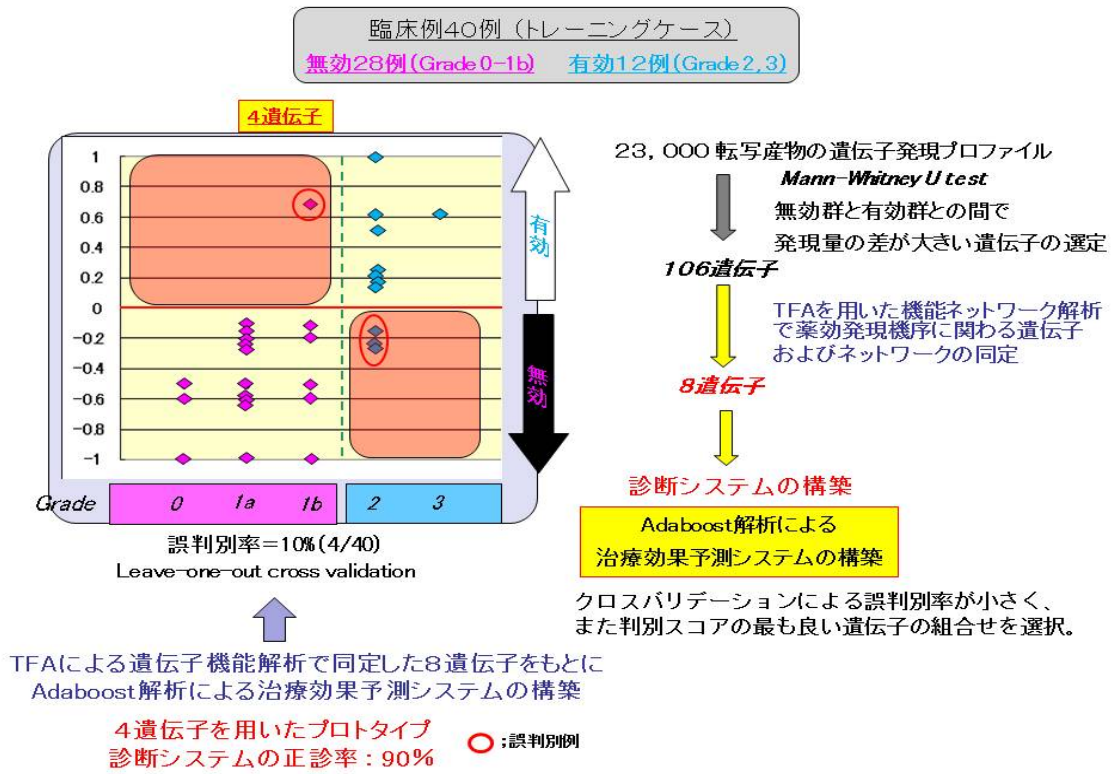 臨床例40例（トレーニングケース）
無効28例(Grade0-1b)　有効12例(Grade2,3)
4遺伝子
1
0.8
0.6
0.4
0.2
0
-0.2
-0.4
-0.6
-0.8
-1
有効
無効
Grade 0 1a 1b 2 3
誤判別率=10%(4/40)
Leave-one-out cross validation
TFAによる遺伝子機能解析で同定した8遺伝子をもとに
Adaboost解析による治療効果予測システムの構築
4遺伝子を用いたプロトタイプ
診断システムの正診率：90%
;誤判別例
23,000転写産物の遺伝子発現プロファイル
Mann-Whitney U test
無効群と有効群との間で
発現量の差が大きい遺伝子の選定
106遺伝子
TFAを用いた機能ネットワーク解析
で薬効発現機序に関わる遺伝子
およびネットワークの同定
8遺伝子
診断システムの構築
Adaboost解析による
治療効果予測システムの構築
クロスバリデーションによる誤判別率が小さく、
また判別スコアの最も良い遺伝子の組合せを選択。